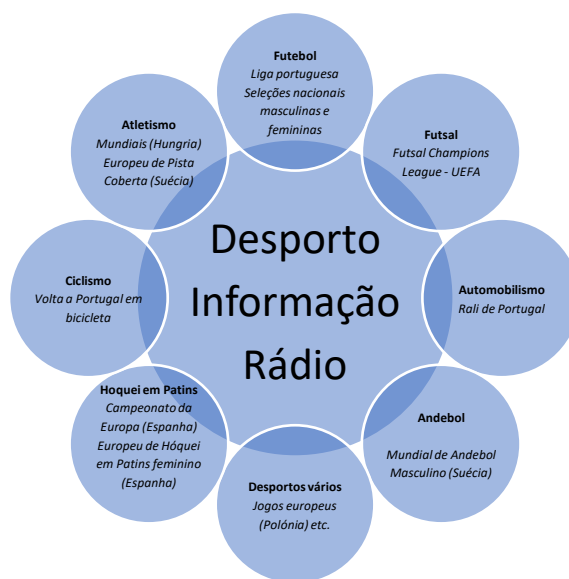 Futebol
Liga portuguesa
Seleções nacionais
masculinas e
femininas
Futsal
Futsal Champions
League - UEFA
Automobilismo
Rali de Portugal
Andebol
Mundial de Andebol
Masculino (Suécia)
Desportos vários
Jogos europeus
(Polónia) etc.
Hoquei em Patins
Campeonato da
Europa (Espanha)
Europeu de Hóquei
em Patins feminino
(Espanha)
Ciclismo
Volta a Portugal em
bicicleta
Atletismo
Mundiais (Hungria)
Europeu de Pista
Coberta (Suécia)
Desporto
Informação
Rádio